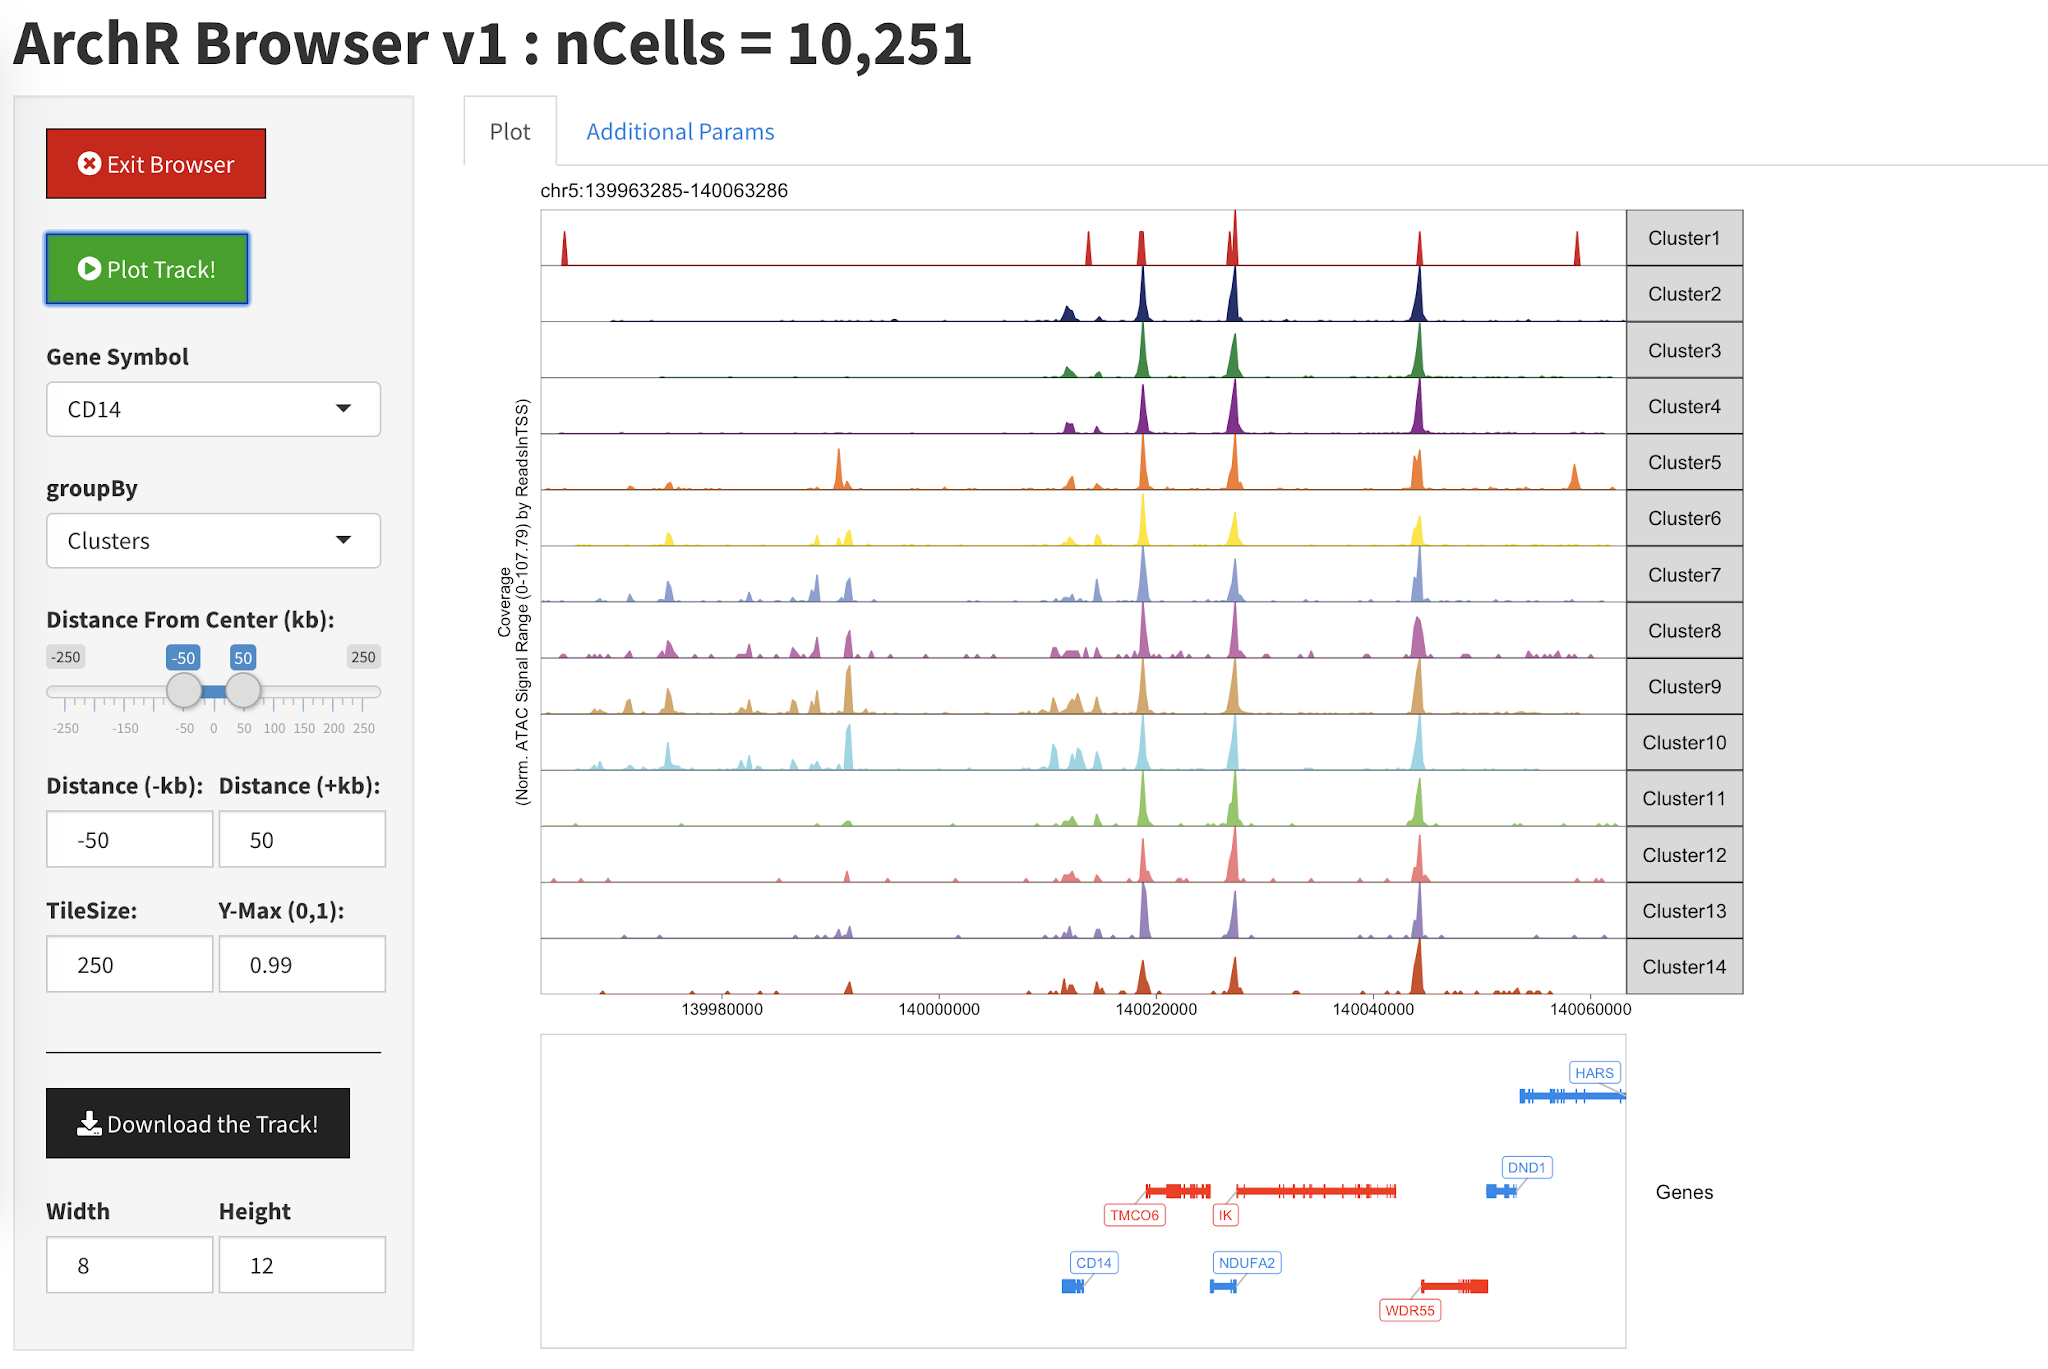 ArchR Browser v1 : nCells = 10,251
Exit Browser
Plot Track!
Gene Symbol
CD14
groupBy
Clusters
Distance From Center (kb):
-250 -50 50 250
-250 -150 -50 0 50 100 150 200 250
Distance (-kb): Distance (+kb):
-50 50
TileSize: Y-Max (0,1):
250 0.99
Download the Track!
Width Height
8 12
Plot Additional Params
chr5:139963285-140063286
Coverage
(Norm. ATAC Signal Range (0-107.79) by ReadsInTSS)
Cluster1
Cluster2
Cluster3
Cluster4
Cluster5
Cluster6
Cluster7
Cluster8
Cluster9
Cluster10
Cluster11
Cluster12
Cluster13
Cluster14
139980000 140000000 140020000 140040000 140060000
HARS
DND1
Genes
TMCO6 IK
CD14 NDUFA2
WDR55